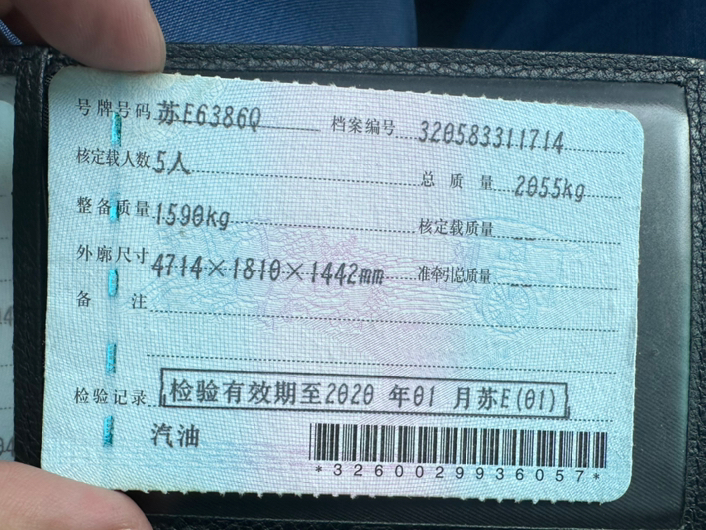 号牌号码 苏E6386Q 档案编号 320583311714
核定载人数 5人 总质量 2055kg
整备质量 1590kg 核定载质量 --
外廓尺寸 4714×1810×1442mm 准牵引总质量 --
备注
检验记录 检验有效期至2020年01月苏E(01)
汽油
*3260029936057*